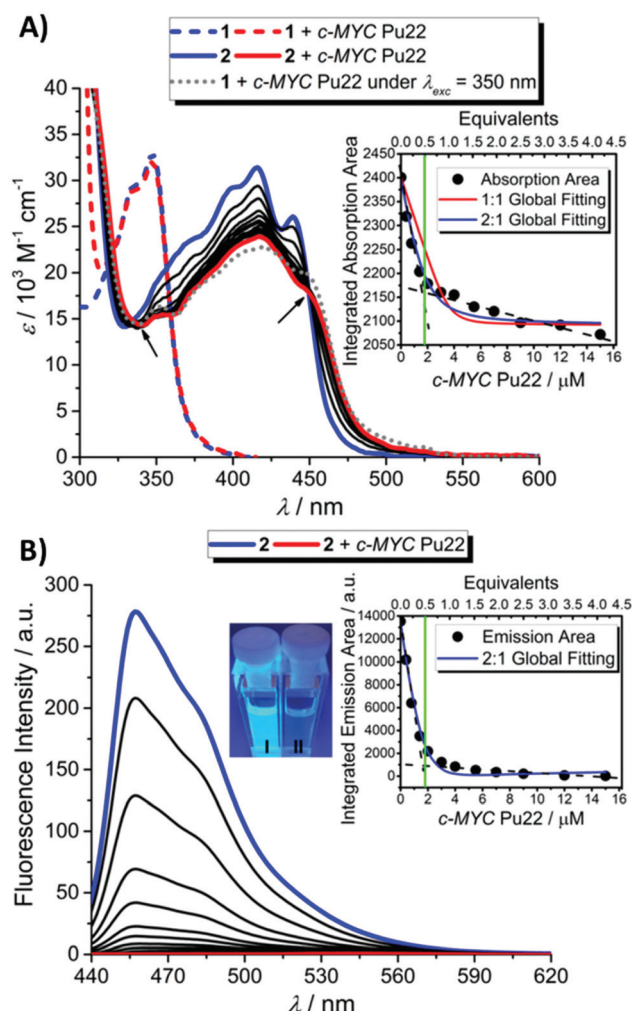 A)
1 1 + c-MYC Pu22
2 2 + c-MYC Pu22
1 + c-MYC Pu22 under λexc = 350 nm
ε / 10³ M⁻¹ cm⁻¹
40
35
30
25
20
15
10
5
0
300 350 400 450 500 550 600
λ / nm
Equivalents
0.0 0.5 1.0 1.5 2.0 2.5 3.0 3.5 4.0 4.5
Integrated Absorption Area
2450
2400
2350
2300
2250
2200
2150
2100
2050
Absorption Area
1:1 Global Fitting
2:1 Global Fitting
0 2 4 6 8 10 12 14 16
c-MYC Pu22 / μM
B)
2 2 + c-MYC Pu22
Fluorescence Intensity / a.u.
300
250
200
150
100
50
0
440 470 500 530 560 590 620
λ / nm
I II
Equivalents
0.0 0.5 1.0 1.5 2.0 2.5 3.0 3.5 4.0 4.5
Integrated Emission Area / a.u.
14000
12000
10000
8000
6000
4000
2000
0
Emission Area
2:1 Global Fitting
0 2 4 6 8 10 12 14 16
c-MYC Pu22 / μM